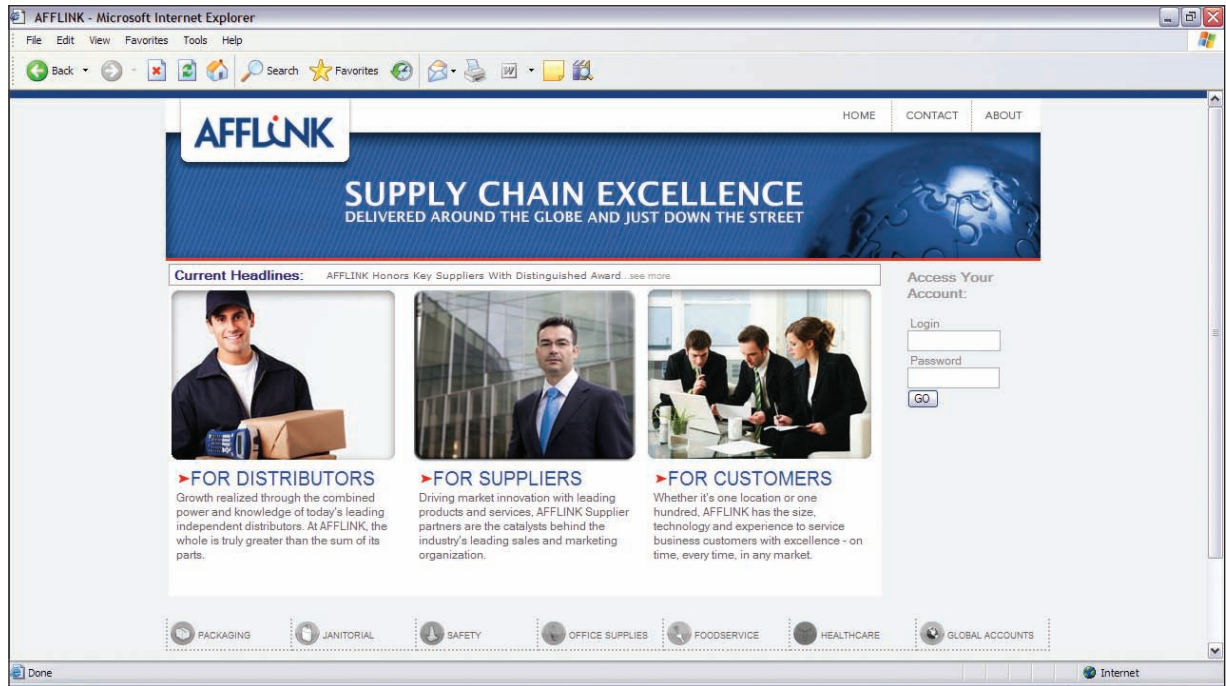 AFFLINK - Microsoft Internet Explorer
File Edit View Favorites Tools Help
Back Search Favorites
AFFLINK
HOME CONTACT ABOUT
SUPPLY CHAIN EXCELLENCE
DELIVERED AROUND THE GLOBE AND JUST DOWN THE STREET
Current Headlines: AFFLINK Honors Key Suppliers With Distinguished Award...see more
Access Your
Account:
Login
Password
GO
➤FOR DISTRIBUTORS
Growth realized through the combined
power and knowledge of today's leading
independent distributors. At AFFLINK, the
whole is truly greater than the sum of its
parts.
➤FOR SUPPLIERS
Driving market innovation with leading
products and services, AFFLINK Supplier
partners are the catalysts behind the
industry's leading sales and marketing
organization.
➤FOR CUSTOMERS
Whether it's one location or one
hundred, AFFLINK has the size,
technology and experience to service
business customers with excellence - on
time, every time, in any market.
PACKAGING JANITORIAL SAFETY OFFICE SUPPLIES FOODSERVICE HEALTHCARE GLOBAL ACCOUNTS
Done Internet